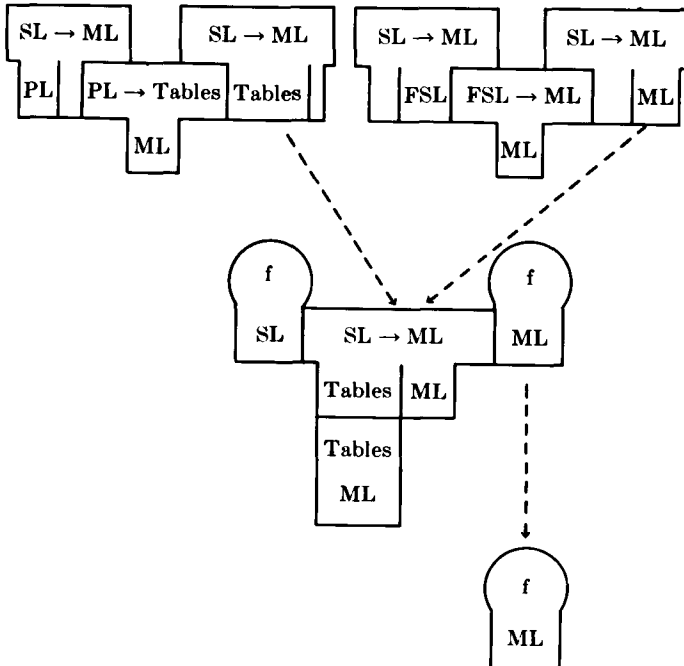 SL → ML SL → ML SL → ML SL → ML
PL PL → Tables Tables FSL FSL → ML ML
ML ML
f f
SL SL → ML ML
Tables ML
Tables
ML
f
ML